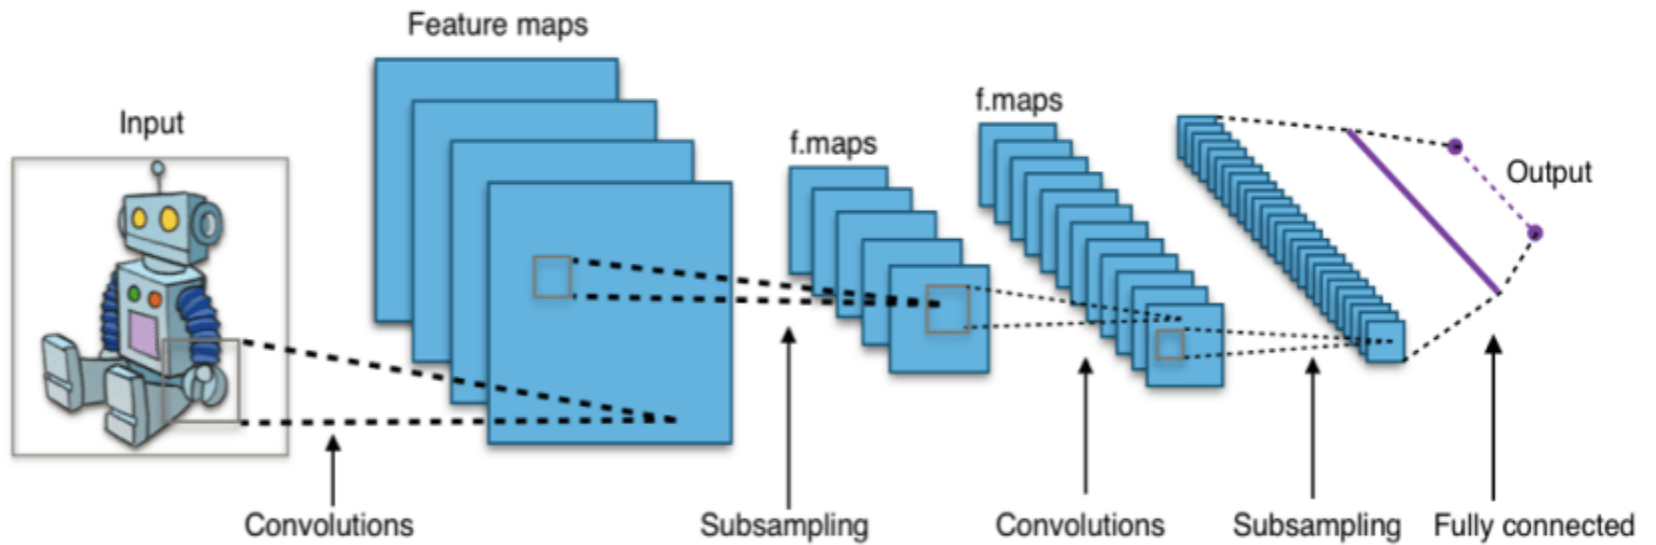 Feature maps
Input
f.maps
f.maps
Output
Convolutions
Subsampling
Convolutions
Subsampling
Fully connected